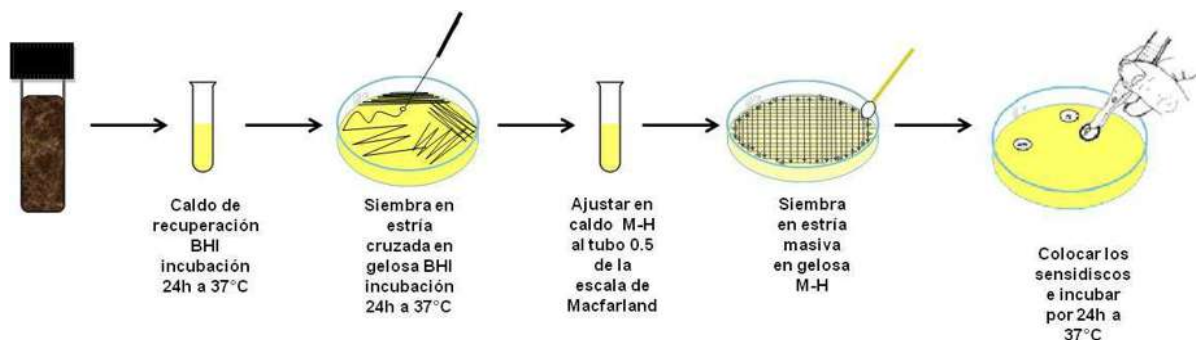 Caldo de
recuperación
BHI
incubación
24h a 37°C
Siembra en
estría
cruzada en
gelosa BHI
incubación
24h a 37°C
Ajustar en
caldo M-H
al tubo 0.5
de la
escala de
Macfarland
Siembra
en estría
masiva
en gelosa
M-H
Colocar los
sensidiscos
e incubar
por 24h a
37°C